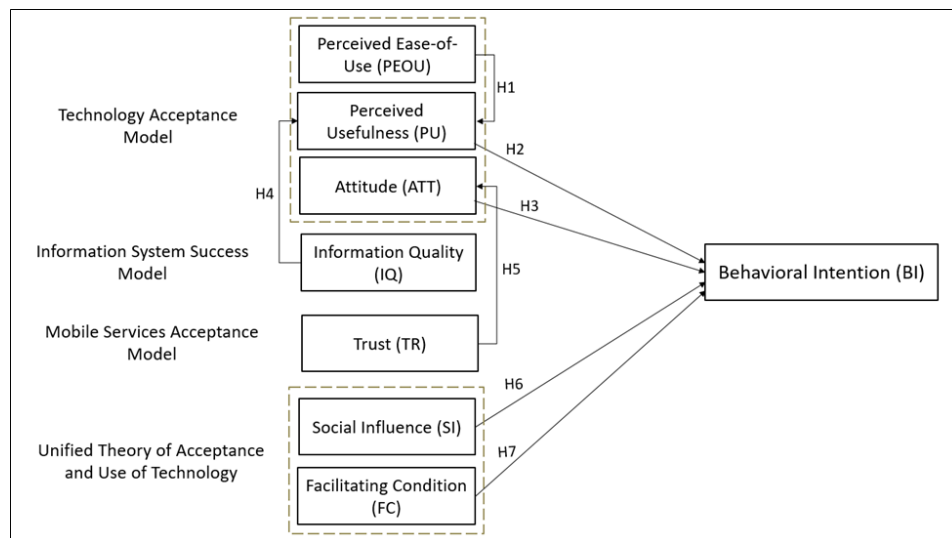 Perceived Ease-of-
Use (PEOU)
H1
Technology Acceptance
Model
Perceived
Usefulness (PU)
H2
H4
Attitude (ATT)
H3
Information System Success
Model
Information Quality
(IQ)
H5
Behavioral Intention (BI)
Mobile Services Acceptance
Model
Trust (TR)
H6
Social Influence (SI)
Unified Theory of Acceptance
and Use of Technology
H7
Facilitating Condition
(FC)